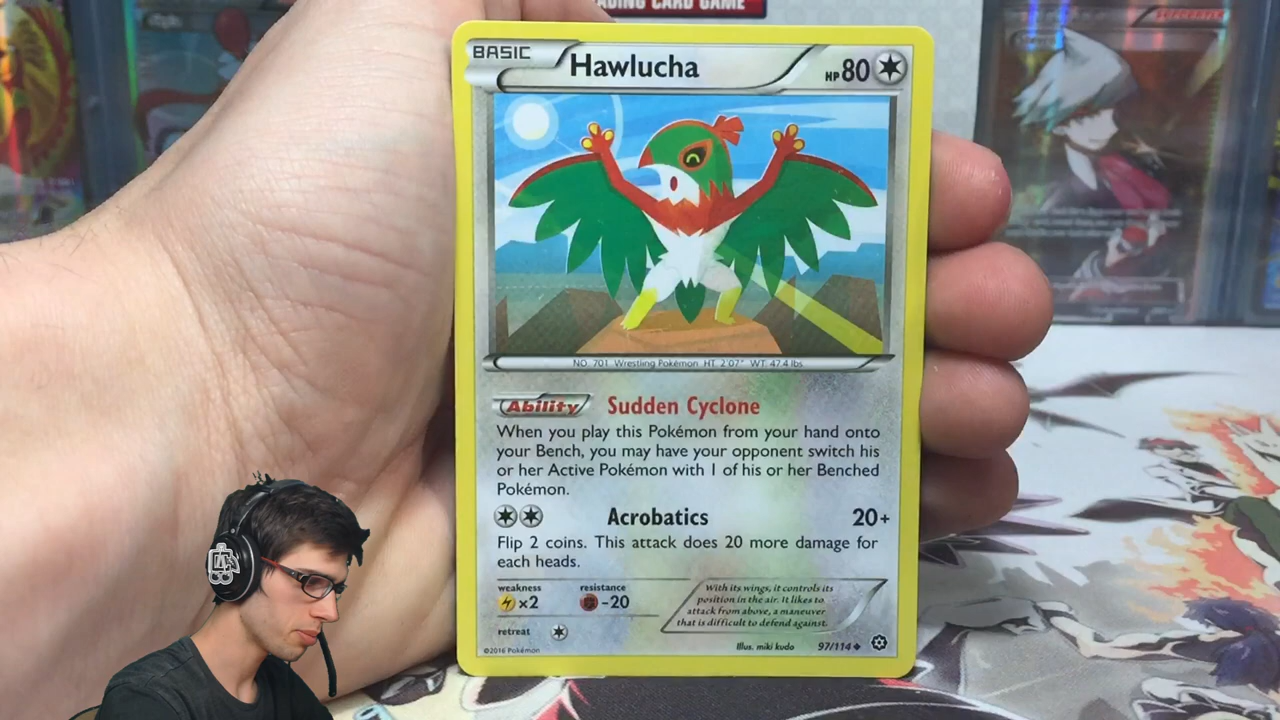 TRADING CARD GAME
BASIC
Hawlucha
HP 80
NO. 701 Wrestling Pokémon HT. 2'07" WT. 47.4 lbs.
Ability Sudden Cyclone
When you play this Pokémon from your hand onto
your Bench, you may have your opponent switch his
or her Active Pokémon with 1 of his or her Benched
Pokémon.
Acrobatics 20+
Flip 2 coins. This attack does 20 more damage for
each heads.
weakness resistance
×2 -20
With its wings, it controls its
position in the air. It likes to
attack from above, a maneuver
that is difficult to defend against.
retreat
©2016 Pokémon
Illus. miki kudo 97/114